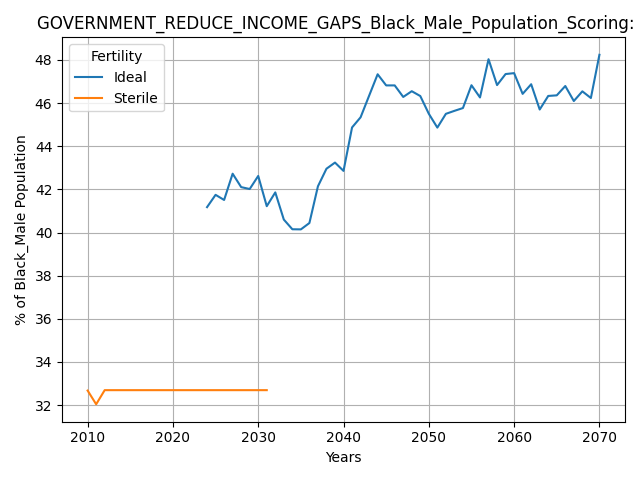 GOVERNMENT_REDUCE_INCOME_GAPS_Black_Male_Population_Scoring:
Fertility
Ideal
Sterile
% of Black_Male Population
48
46
44
42
40
38
36
34
32
2010 2020 2030 2040 2050 2060 2070
Years